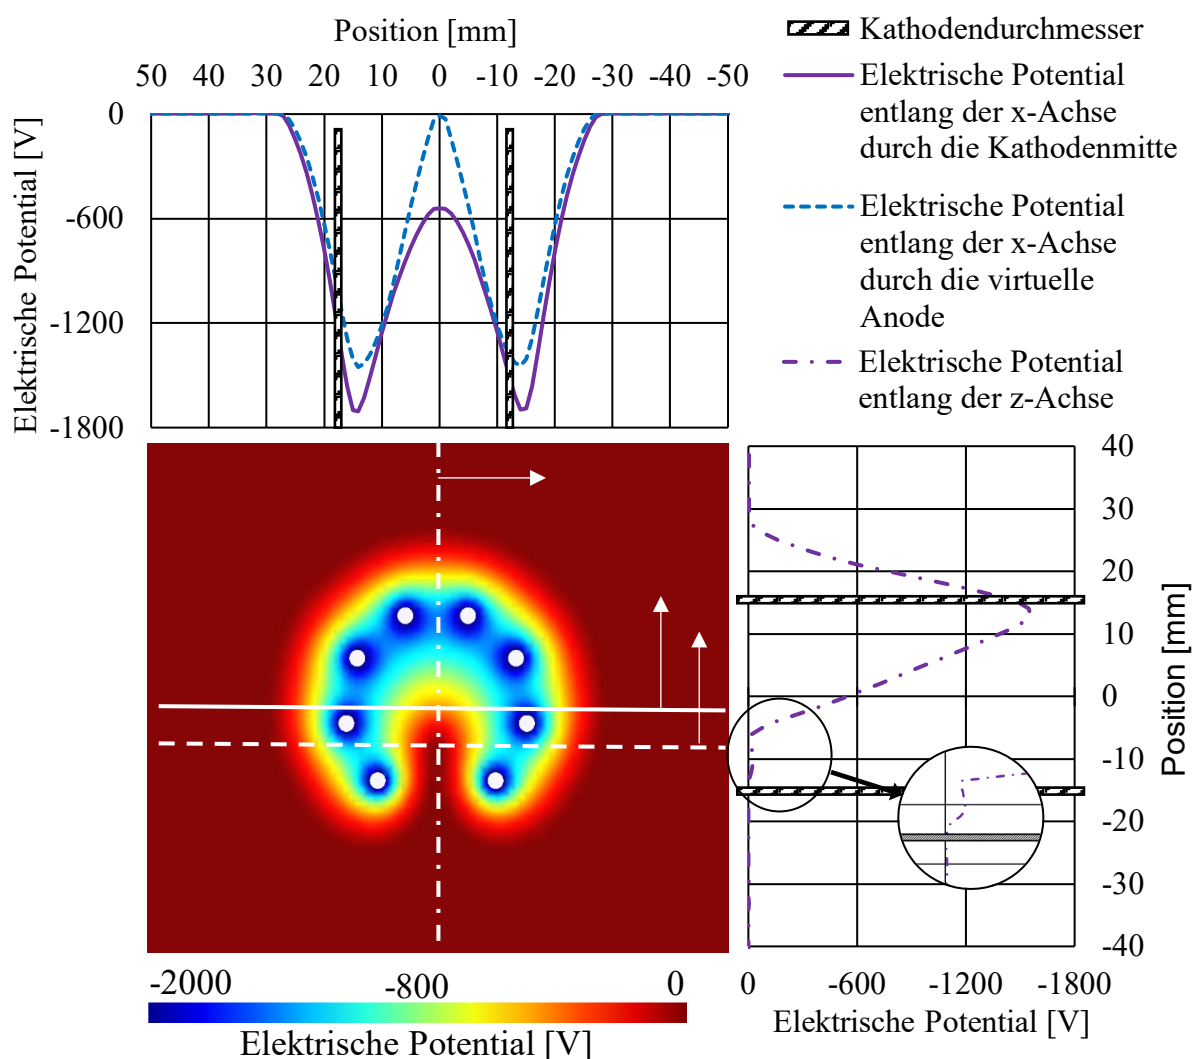 Position [mm]
50 40 30 20 10 0 -10 -20 -30 -40 -50
0
-600
-1200
-1800
Elektrische Potential [V]
Kathodendurchmesser
Elektrische Potential
entlang der x-Achse
durch die Kathodenmitte
Elektrische Potential
entlang der x-Achse
durch die virtuelle
Anode
Elektrische Potential
entlang der z-Achse
40
30
20
10
0
-10
-20
-30
-40
Position [mm]
0 -600 -1200 -1800
Elektrische Potential [V]
-2000 -800 0
Elektrische Potential [V]